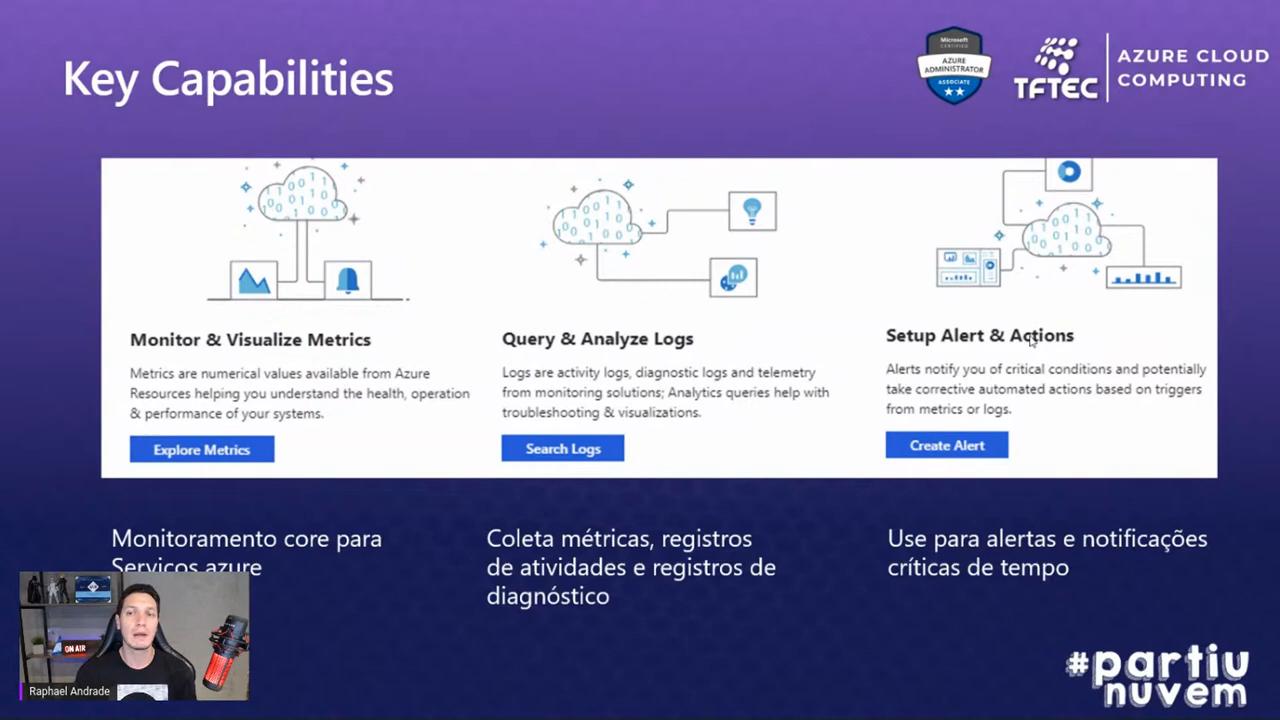 Key Capabilities
Microsoft
CERTIFIED
AZURE
ADMINISTRATOR
ASSOCIATE
TFTEC
AZURE CLOUD
COMPUTING
Monitor & Visualize Metrics
Metrics are numerical values available from Azure
Resources helping you understand the health, operation
& performance of your systems.
Explore Metrics
Query & Analyze Logs
Logs are activity logs, diagnostic logs and telemetry
from monitoring solutions; Analytics queries help with
troubleshooting & visualizations.
Search Logs
Setup Alert & Actions
Alerts notify you of critical conditions and potentially
take corrective automated actions based on triggers
from metrics or logs.
Create Alert
Monitoramento core para
Serviços azure
Coleta métricas, registros
de atividades e registros de
diagnóstico
Use para alertas e notificações
críticas de tempo
ON AIR
Raphael Andrade
#partiu
nuvem